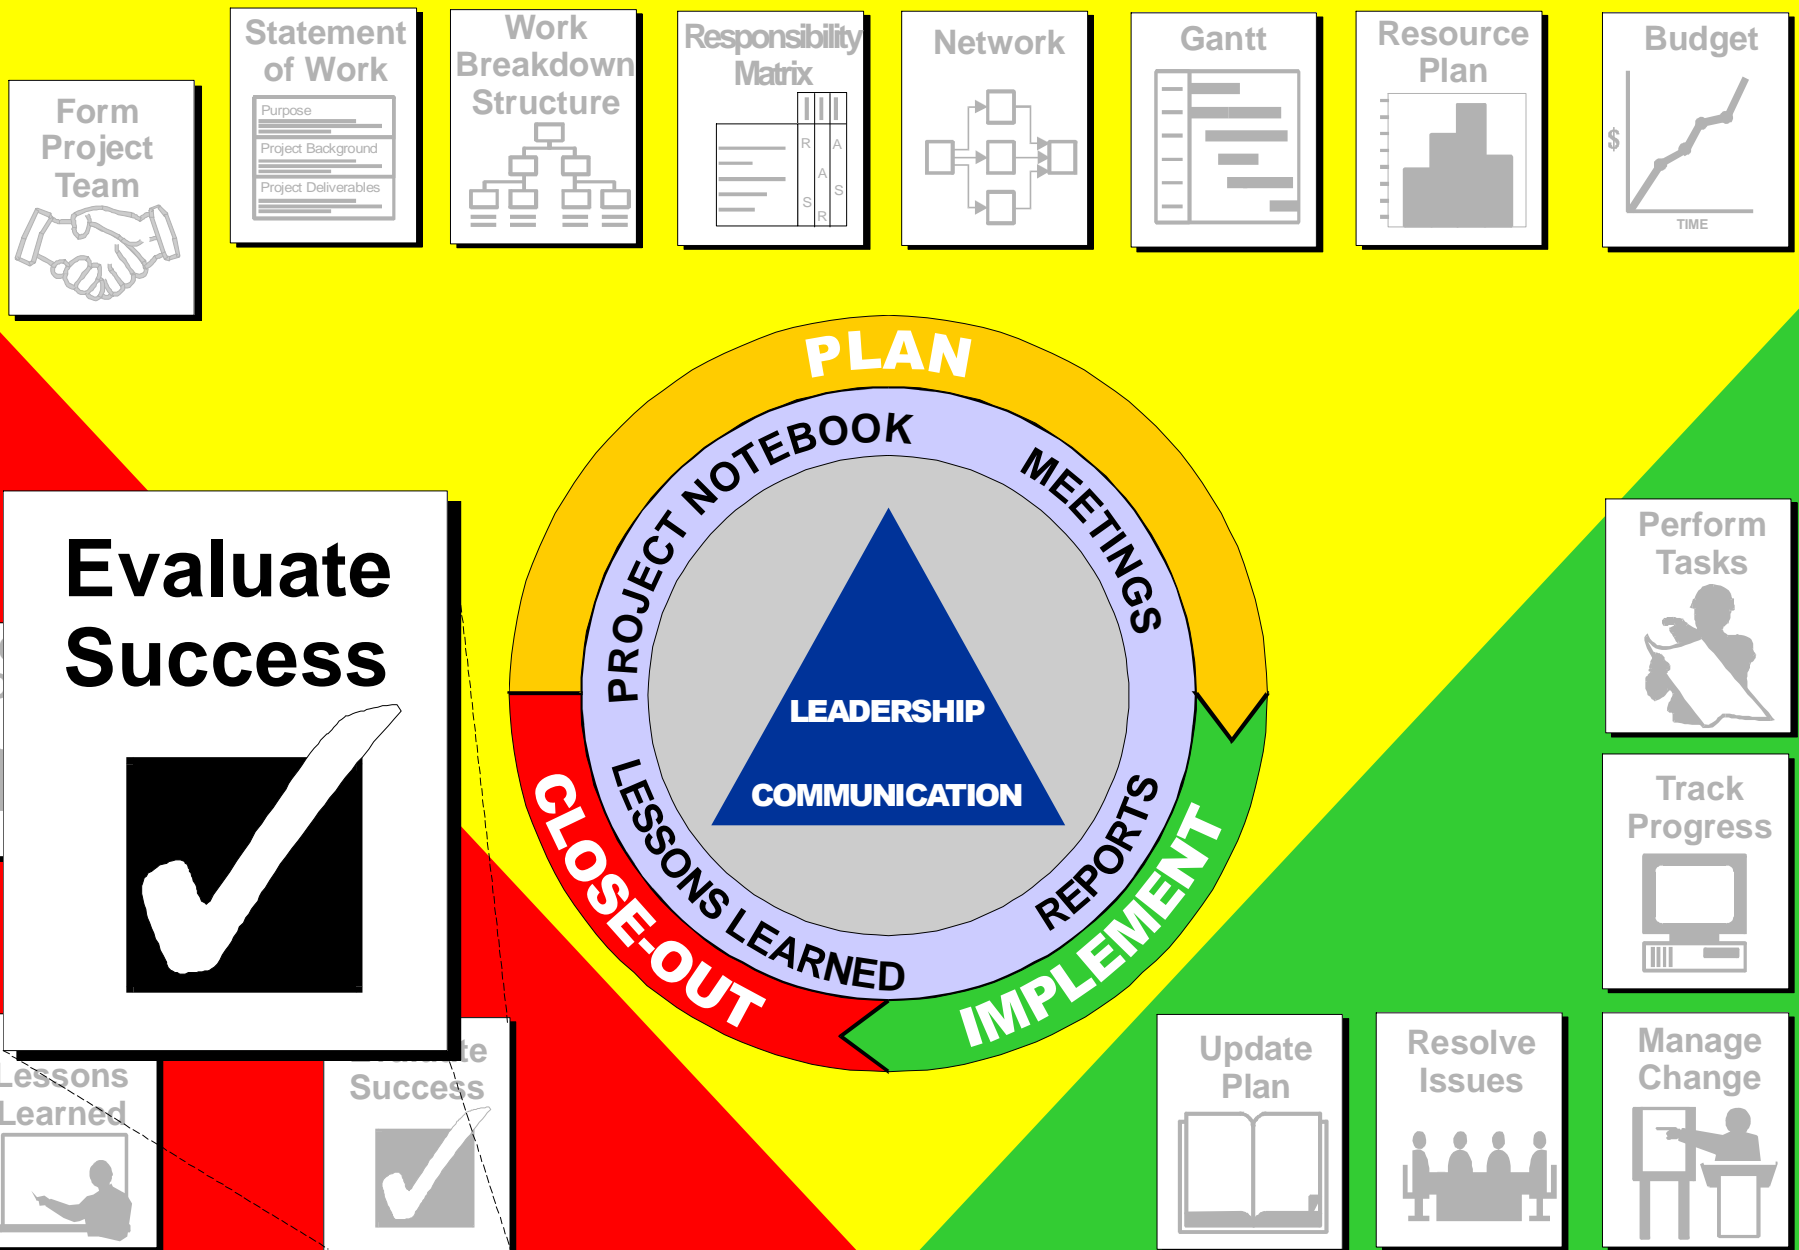 Form
Project
Team
Statement
of Work
Purpose
Project Background
Project Deliverables
Work
Breakdown
Structure
Responsibility
Matrix
R
A
A
S
S
R
Network
Gantt
Resource
Plan
Budget
$
TIME
PLAN
PROJECT NOTEBOOK
MEETINGS
LEADERSHIP
COMMUNICATION
LESSONS LEARNED
REPORTS
CLOSE-OUT
IMPLEMENT
Evaluate
Success
Perform
Tasks
Track
Progress
Manage
Change
Resolve
Issues
Update
Plan
Success
Lessons
Learned